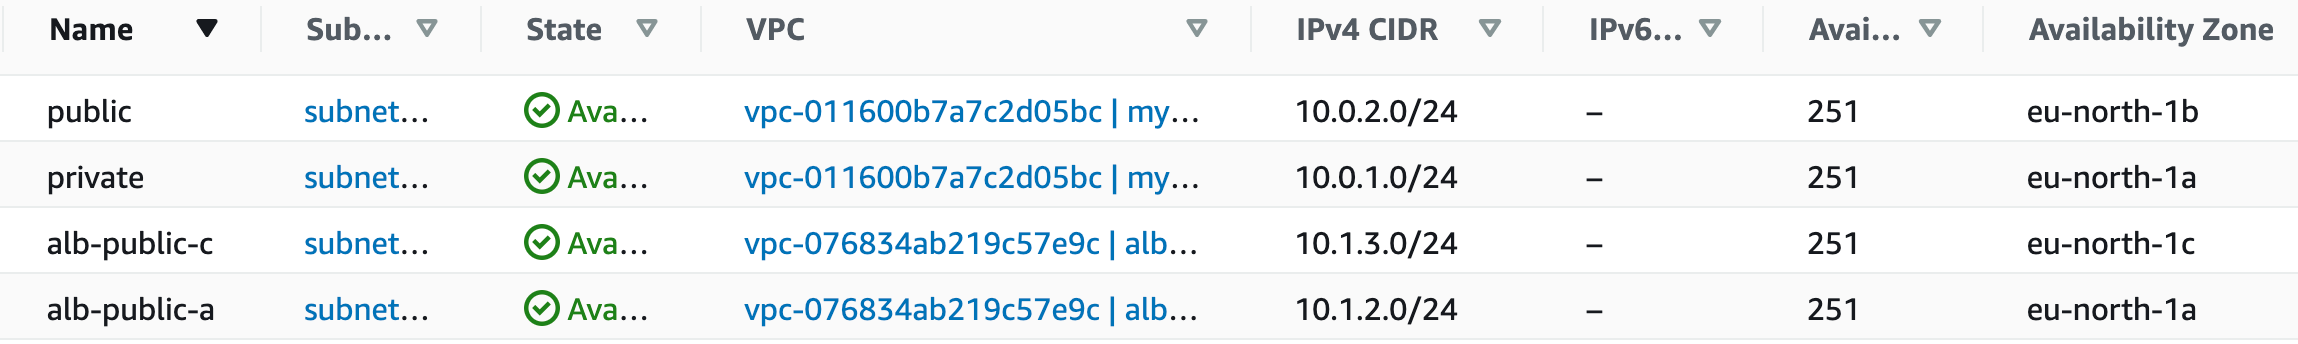 Name Sub... State VPC IPv4 CIDR IPv6... Avai... Availability Zone
public subnet... Ava... vpc-011600b7a7c2d05bc | my... 10.0.2.0/24 – 251 eu-north-1b
private subnet... Ava... vpc-011600b7a7c2d05bc | my... 10.0.1.0/24 – 251 eu-north-1a
alb-public-c subnet... Ava... vpc-076834ab219c57e9c | alb... 10.1.3.0/24 – 251 eu-north-1c
alb-public-a subnet... Ava... vpc-076834ab219c57e9c | alb... 10.1.2.0/24 – 251 eu-north-1a